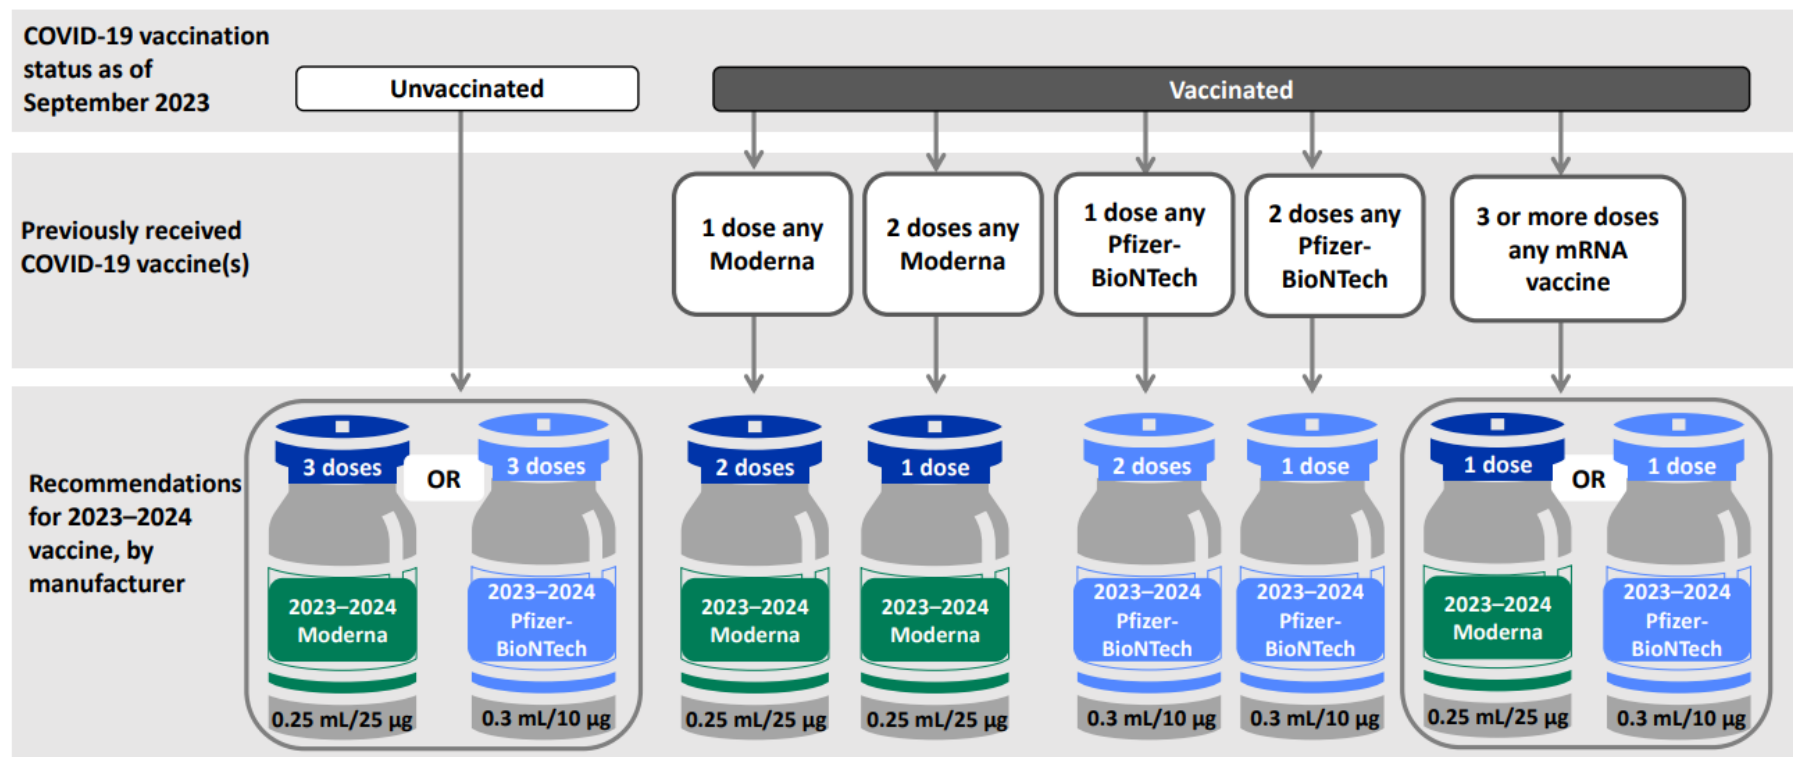 COVID-19 vaccination
status as of
September 2023
Unvaccinated
Vaccinated
Previously received
COVID-19 vaccine(s)
1 dose any
Moderna
2 doses any
Moderna
1 dose any
Pfizer-
BioNTech
2 doses any
Pfizer-
BioNTech
3 or more doses
any mRNA
vaccine
Recommendations
for 2023–2024
vaccine, by
manufacturer
3 doses
OR
3 doses
2 doses
1 dose
2 doses
1 dose
1 dose
OR
1 dose
2023–2024
Moderna
2023–2024
Pfizer-
BioNTech
2023–2024
Moderna
2023–2024
Moderna
2023–2024
Pfizer-
BioNTech
2023–2024
Pfizer-
BioNTech
2023–2024
Moderna
2023–2024
Pfizer-
BioNTech
0.25 mL/25 µg
0.3 mL/10 µg
0.25 mL/25 µg
0.25 mL/25 µg
0.3 mL/10 µg
0.3 mL/10 µg
0.25 mL/25 µg
0.3 mL/10 µg